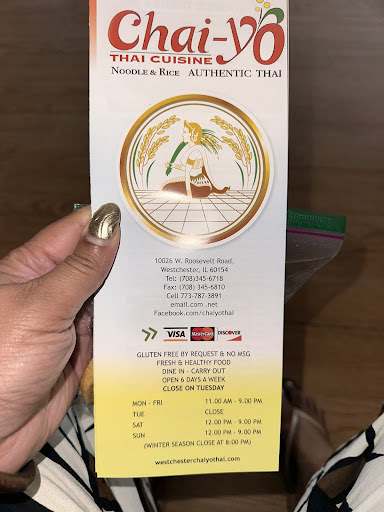 Chai-yo
THAI CUISINE
NOODLE & RICE AUTHENTIC THAI
10026 W. Roosevelt Road,
Westchester, IL 60154
Tel: (708)345-6718
Fax: (708) 345-6810
Cell 773-787-3891
email.com .net
Facebook.com/chaiyothai
VISA MasterCard DISCOVER
GLUTEN FREE BY REQUEST & NO MSG
FRESH & HEALTHY FOOD
DINE IN - CARRY OUT
OPEN 6 DAYS A WEEK
CLOSE ON TUESDAY
MON - FRI 11.00 AM - 9.00 PM
TUE CLOSE
SAT 12.00 PM - 9.00 PM
SUN 12.00 PM - 9.00 PM
(WINTER SEASON CLOSE AT 8:00 PM)
westchesterchaiyothai.com